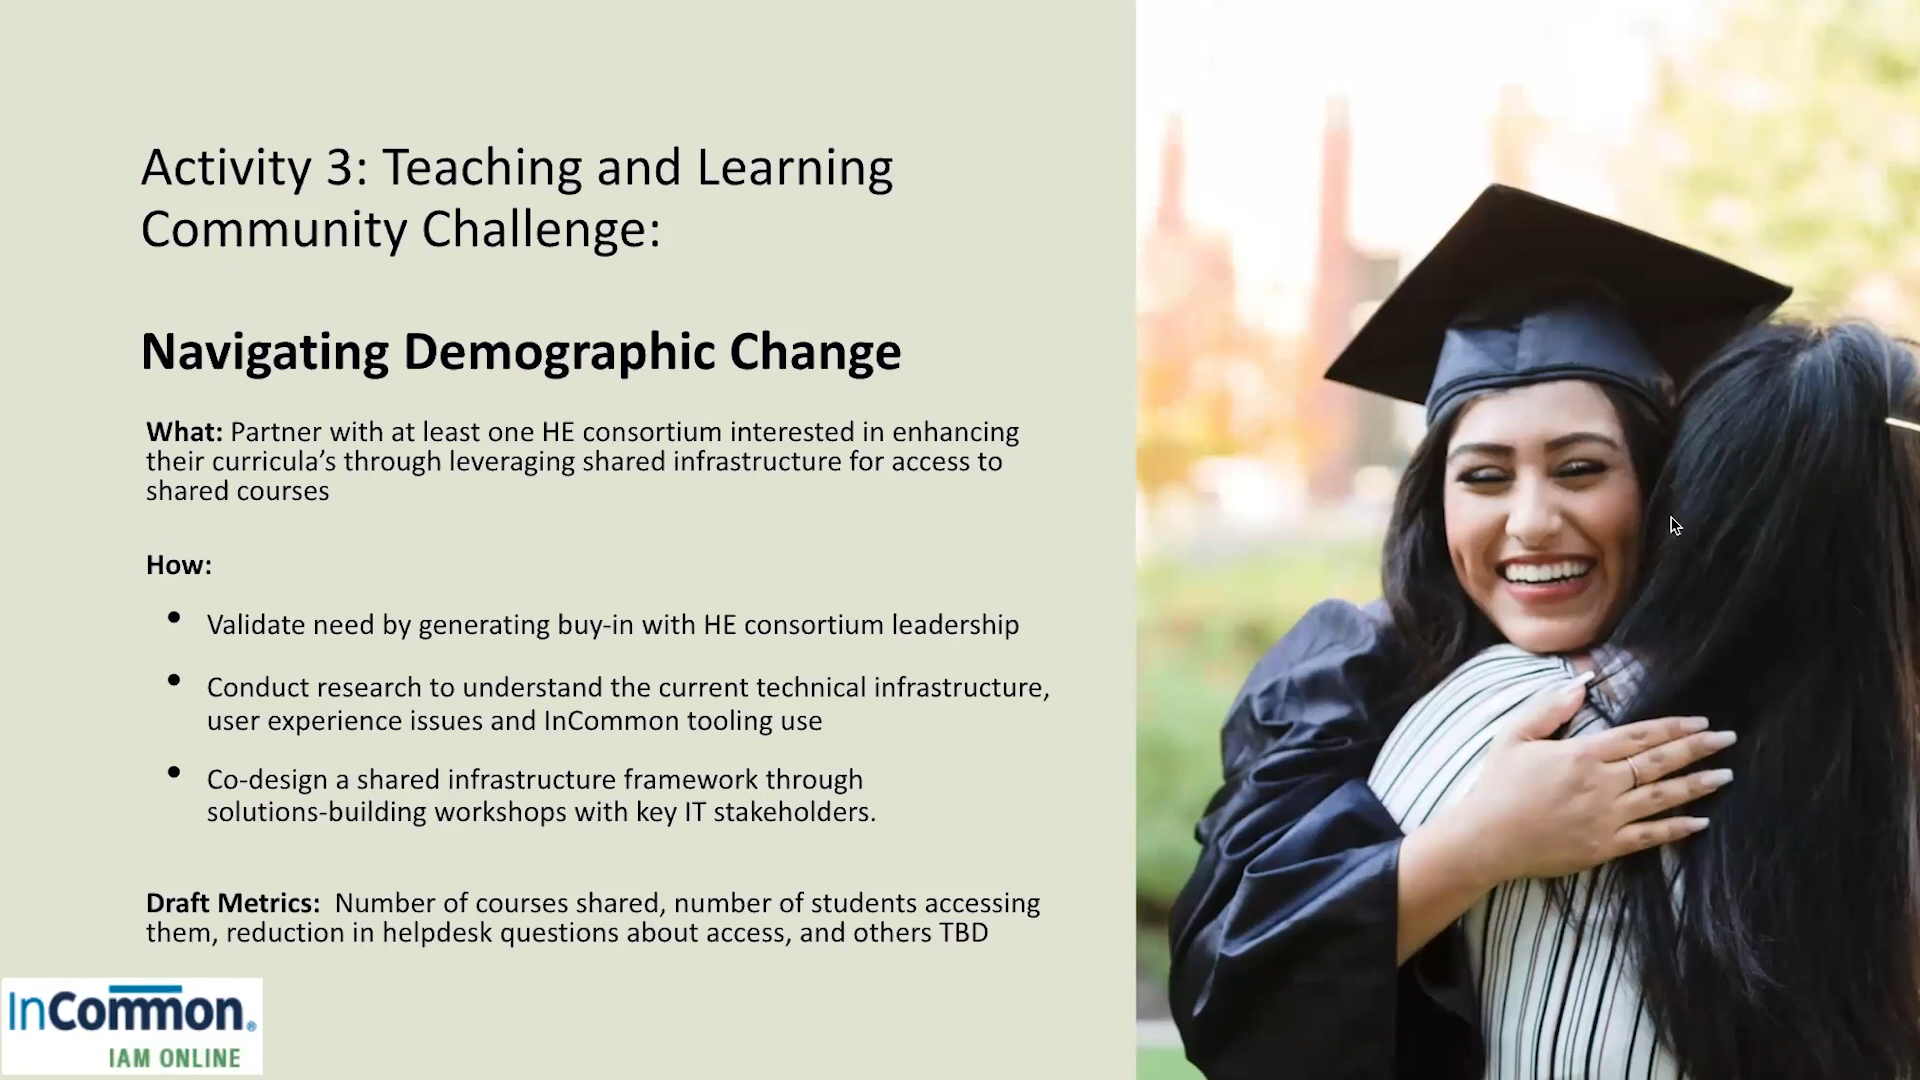 Activity 3: Teaching and Learning
Community Challenge:
Navigating Demographic Change
What: Partner with at least one HE consortium interested in enhancing
their curricula’s through leveraging shared infrastructure for access to
shared courses
How:
• Validate need by generating buy-in with HE consortium leadership
• Conduct research to understand the current technical infrastructure,
user experience issues and InCommon tooling use
• Co-design a shared infrastructure framework through
solutions-building workshops with key IT stakeholders.
Draft Metrics: Number of courses shared, number of students accessing
them, reduction in helpdesk questions about access, and others TBD
InCommon®
IAM ONLINE